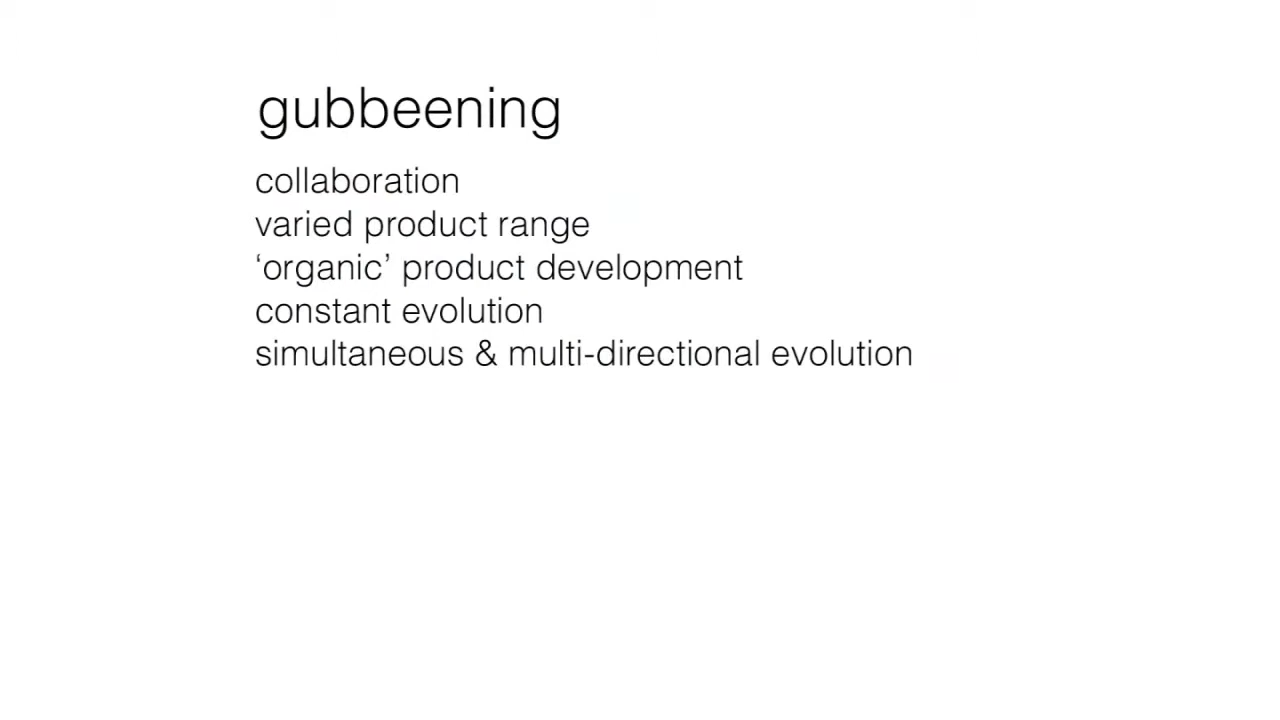 gubbeening
collaboration
varied product range
‘organic’ product development
constant evolution
simultaneous & multi-directional evolution